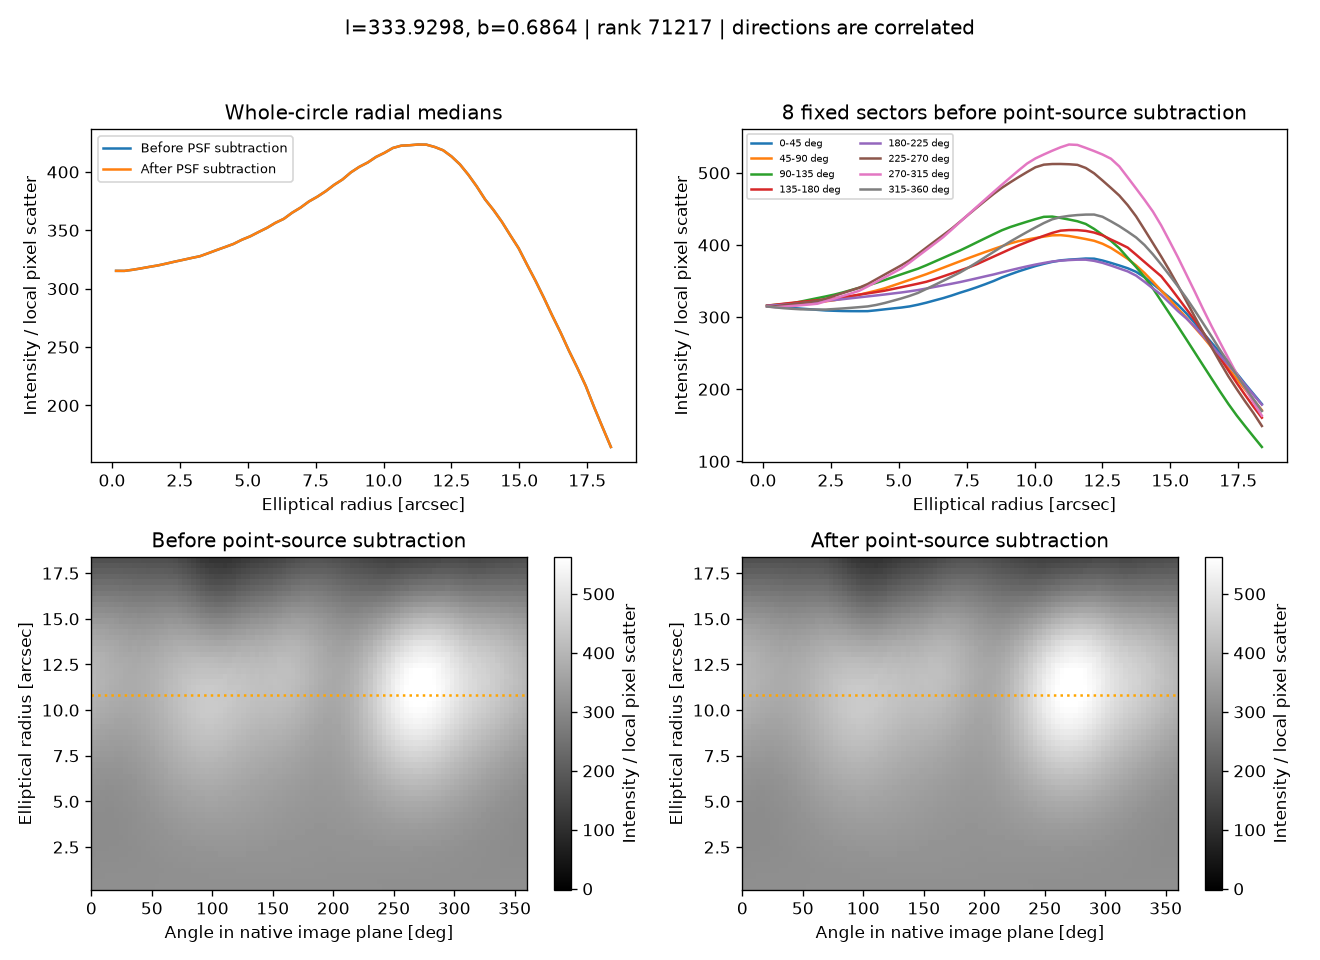 l=333.9298, b=0.6864 | rank 71217 | directions are correlated
Whole-circle radial medians
Before PSF subtraction
After PSF subtraction
Intensity / local pixel scatter
400
350
300
250
200
0.0 2.5 5.0 7.5 10.0 12.5 15.0 17.5
Elliptical radius [arcsec]
8 fixed sectors before point-source subtraction
0-45 deg
45-90 deg
90-135 deg
135-180 deg
180-225 deg
225-270 deg
270-315 deg
315-360 deg
Intensity / local pixel scatter
500
400
300
200
100
0.0 2.5 5.0 7.5 10.0 12.5 15.0 17.5
Elliptical radius [arcsec]
Before point-source subtraction
Elliptical radius [arcsec]
17.5
15.0
12.5
10.0
7.5
5.0
2.5
0 50 100 150 200 250 300 350
Angle in native image plane [deg]
500
400
300
200
100
0
Intensity / local pixel scatter
After point-source subtraction
Elliptical radius [arcsec]
17.5
15.0
12.5
10.0
7.5
5.0
2.5
0 50 100 150 200 250 300 350
Angle in native image plane [deg]
500
400
300
200
100
0
Intensity / local pixel scatter